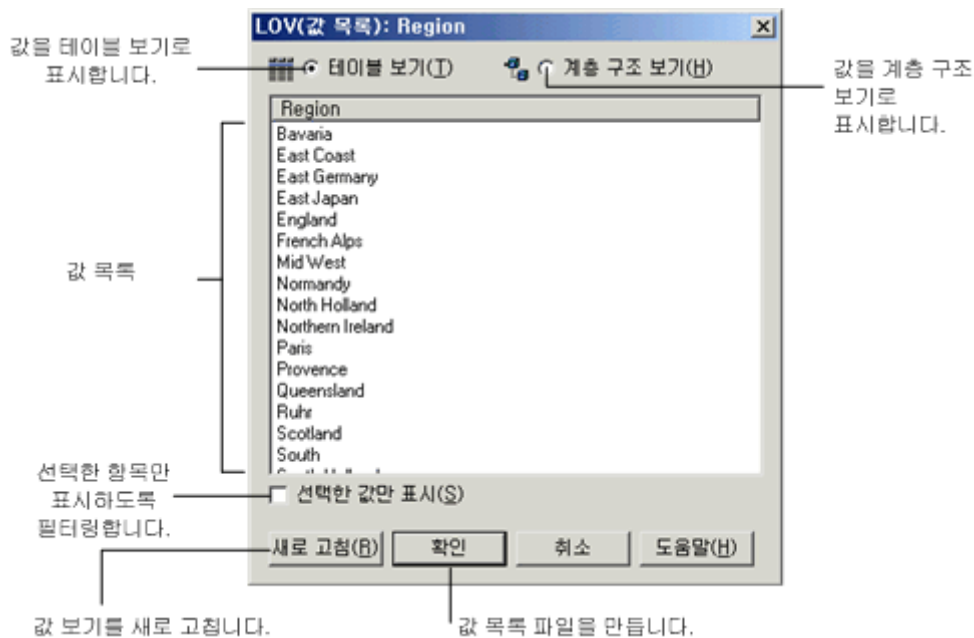 LOV(값 목록): Region
값을 테이블 보기로
표시합니다.
테이블 보기(T)
계층 구조 보기(H)
값을 계층 구조
보기로
표시합니다.
Region
Bavaria
East Coast
East Germany
East Japan
England
French Alps
Mid West
값 목록
Normandy
North Holland
Northern Ireland
Paris
Provence
Queensland
Ruhr
Scotland
South
선택한 항목만
표시하도록
필터링합니다.
선택한 값만 표시(S)
새로 고침(R)
확인
취소
도움말(H)
값 보기를 새로 고칩니다.
값 목록 파일을 만듭니다.